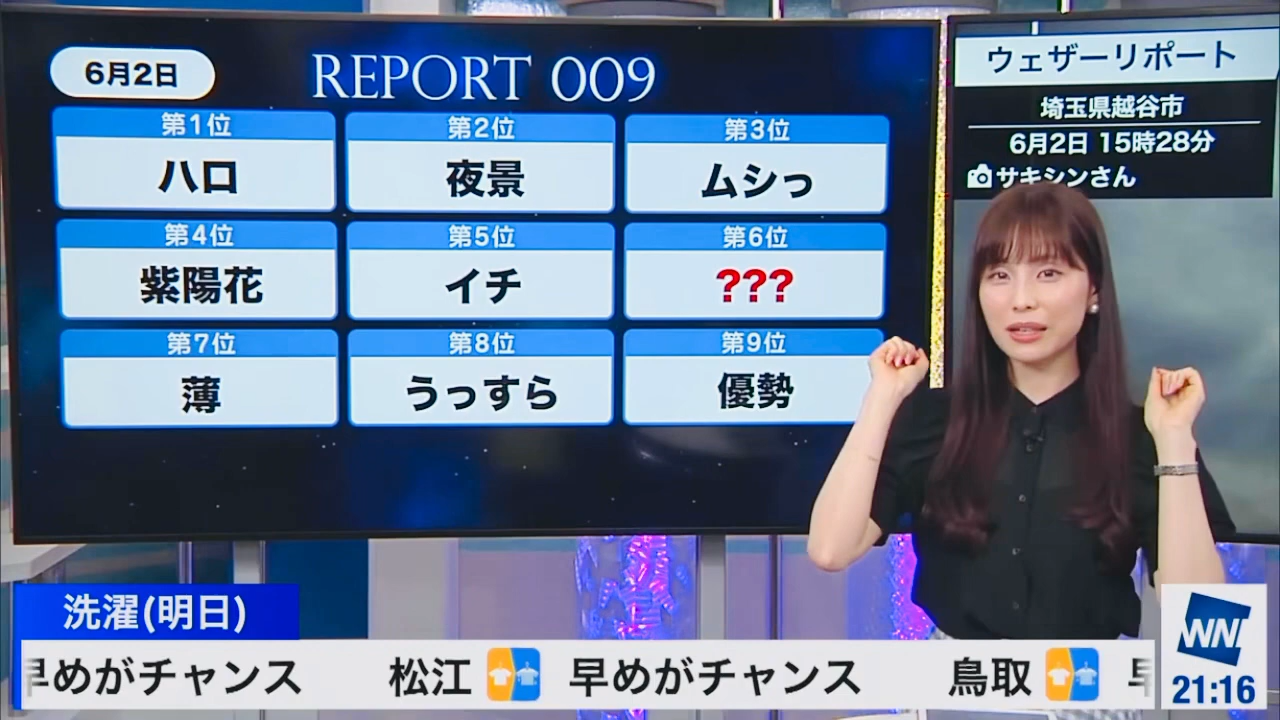 6月2日
REPORT 009
第1位
ハロ
第2位
夜景
第3位
ムシっ
第4位
紫陽花
第5位
イチ
第6位
???
第7位
薄
第8位
うっすら
第9位
優勢
ウェザーリポート
埼玉県越谷市
6月2日 15時28分
サキシンさん
洗濯(明日)
早めがチャンス 松江 早めがチャンス 鳥取 早
WNI
21:16